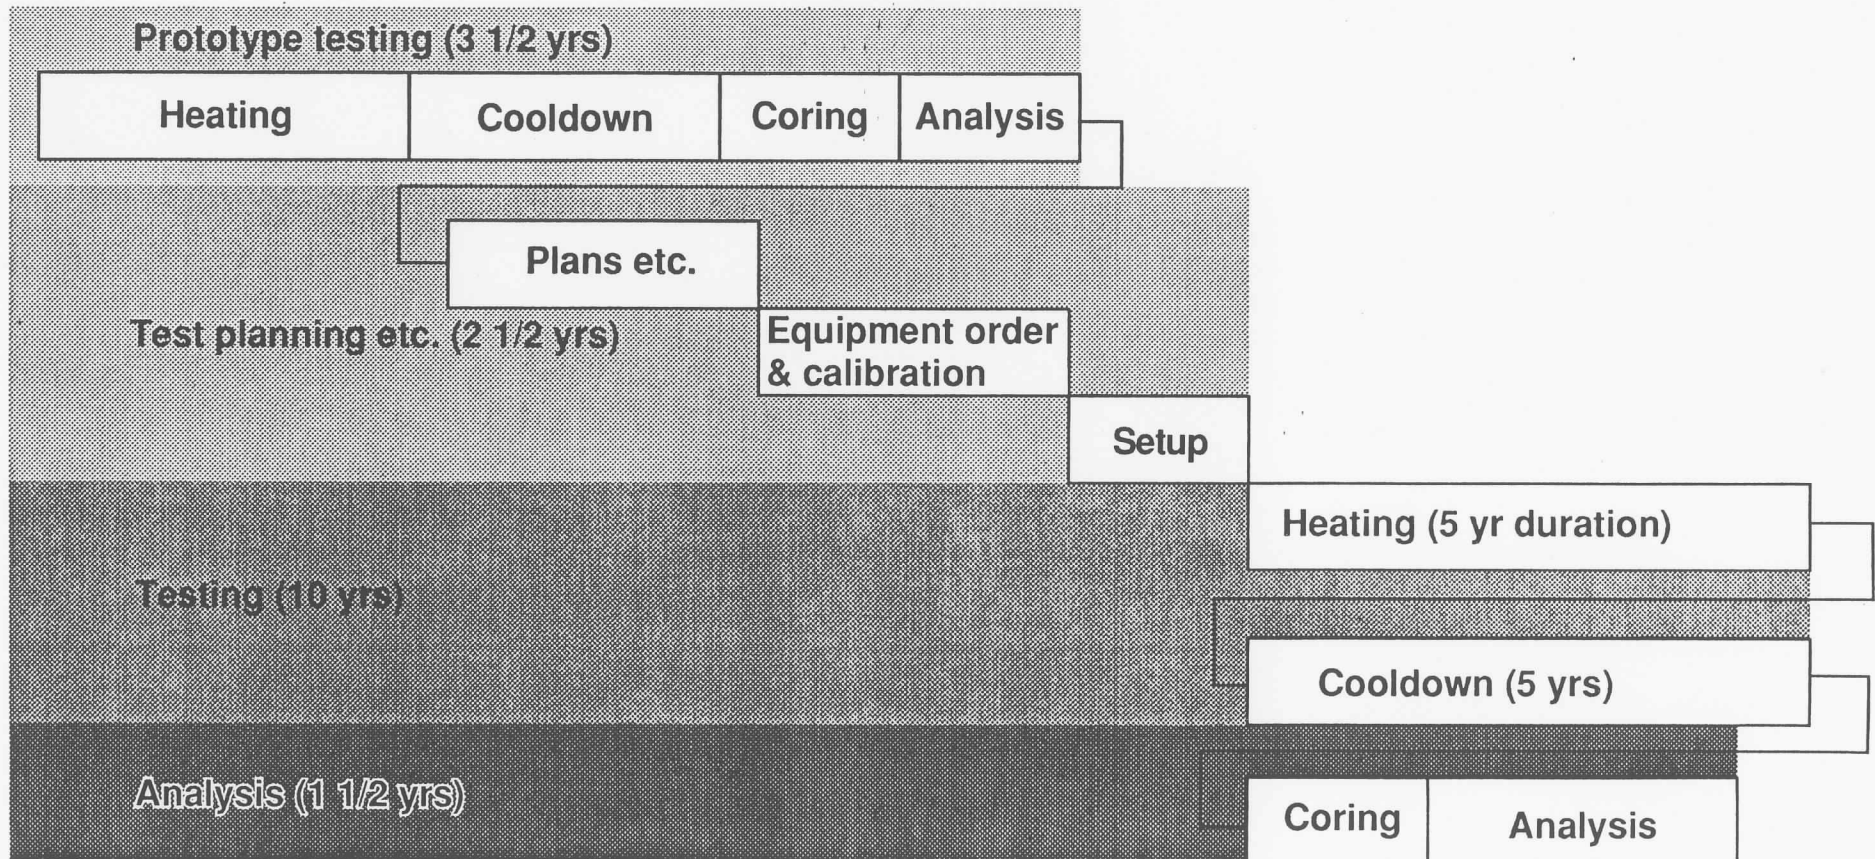 Prototype testing (3 1/2 yrs)
Heating
Cooldown
Coring
Analysis
Plans etc.
Test planning etc. (2 1/2 yrs)
Equipment order
& calibration
Setup
Heating (5 yr duration)
Testing (10 yrs)
Cooldown (5 yrs)
Analysis (1 1/2 yrs)
Coring
Analysis